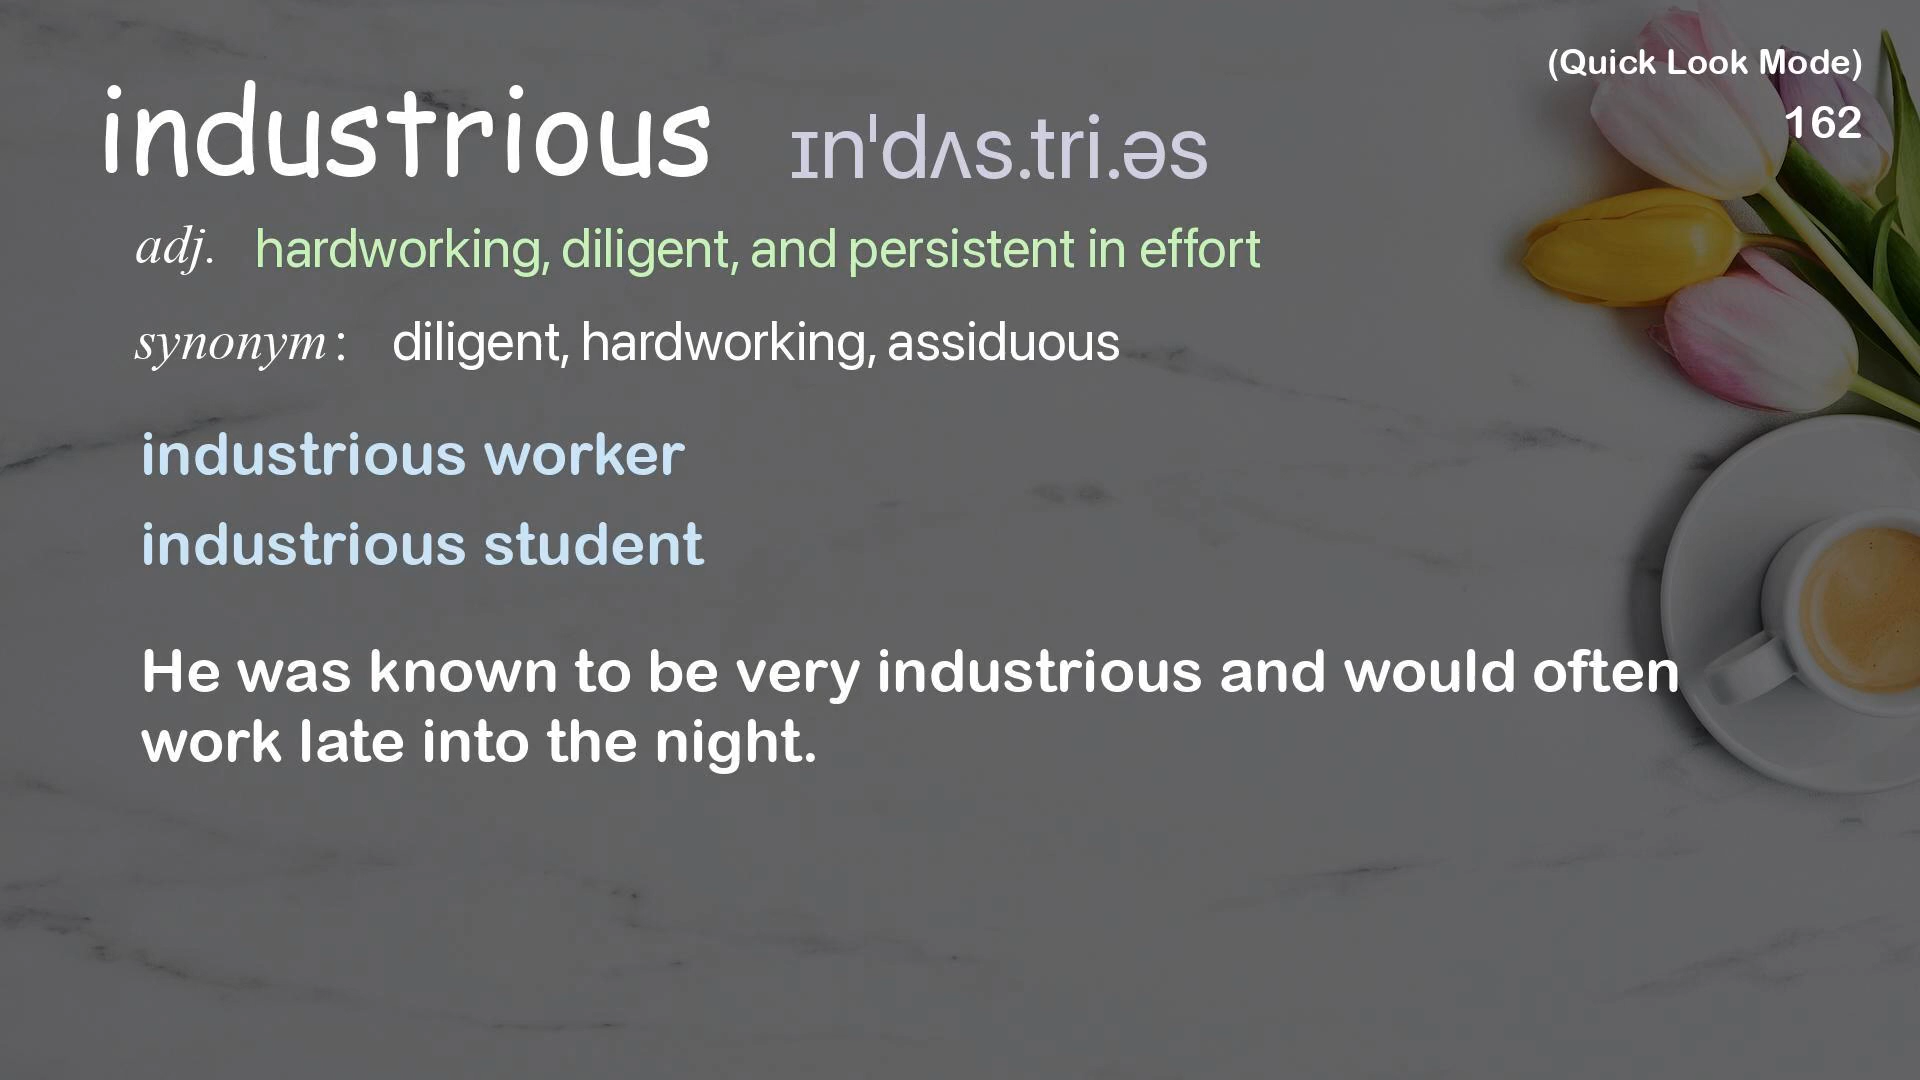 (Quick Look Mode)
162
industrious ɪnˈdʌs.tri.əs
adj. hardworking, diligent, and persistent in effort
synonym : diligent, hardworking, assiduous
industrious worker
industrious student
He was known to be very industrious and would often
work late into the night.